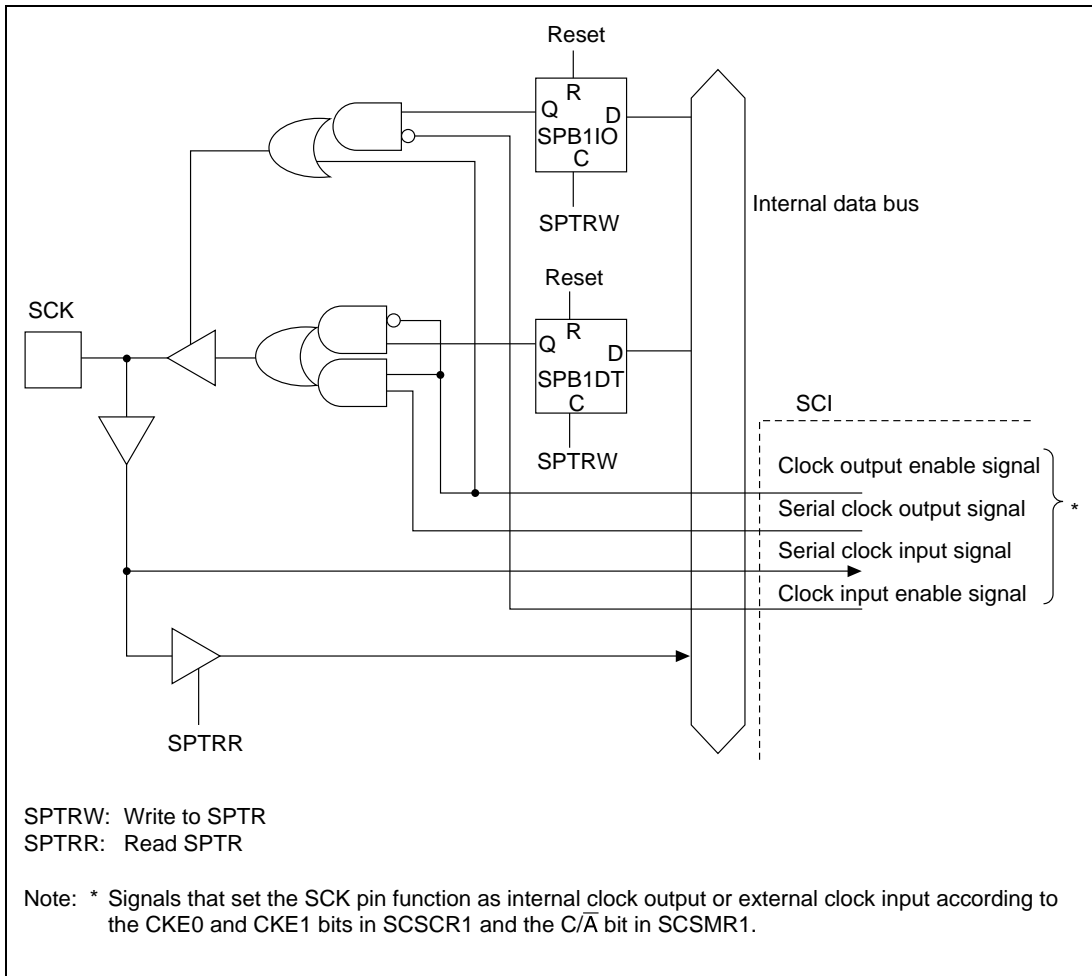 Reset
R
Q D
SPB1IO
C
SPTRW
Internal data bus
Reset
SCK
R
Q D
SPB1DT
C
SCI
SPTRW
Clock output enable signal
Serial clock output signal
*
Serial clock input signal
Clock input enable signal
SPTRR
SPTRW: Write to SPTR
SPTRR: Read SPTR
Note: * Signals that set the SCK pin function as internal clock output or external clock input according to
the CKE0 and CKE1 bits in SCSCR1 and the C/A̅ bit in SCSMR1.